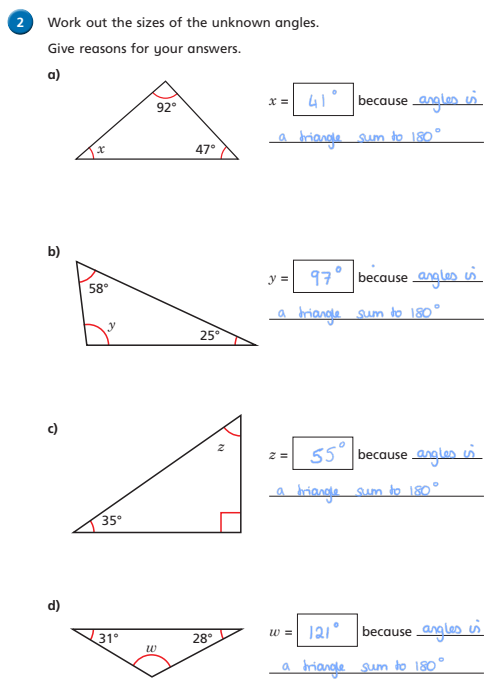 2 Work out the sizes of the unknown angles.
Give reasons for your answers.
a)
92°
x
47°
x = 41° because angles in
a triangle sum to 180°
b)
58°
y
25°
y = 97° because angles in
a triangle sum to 180°
c)
z
35°
z = 55° because angles in
a triangle sum to 180°
d)
31°
w
28°
w = 121° because angles in
a triangle sum to 180°